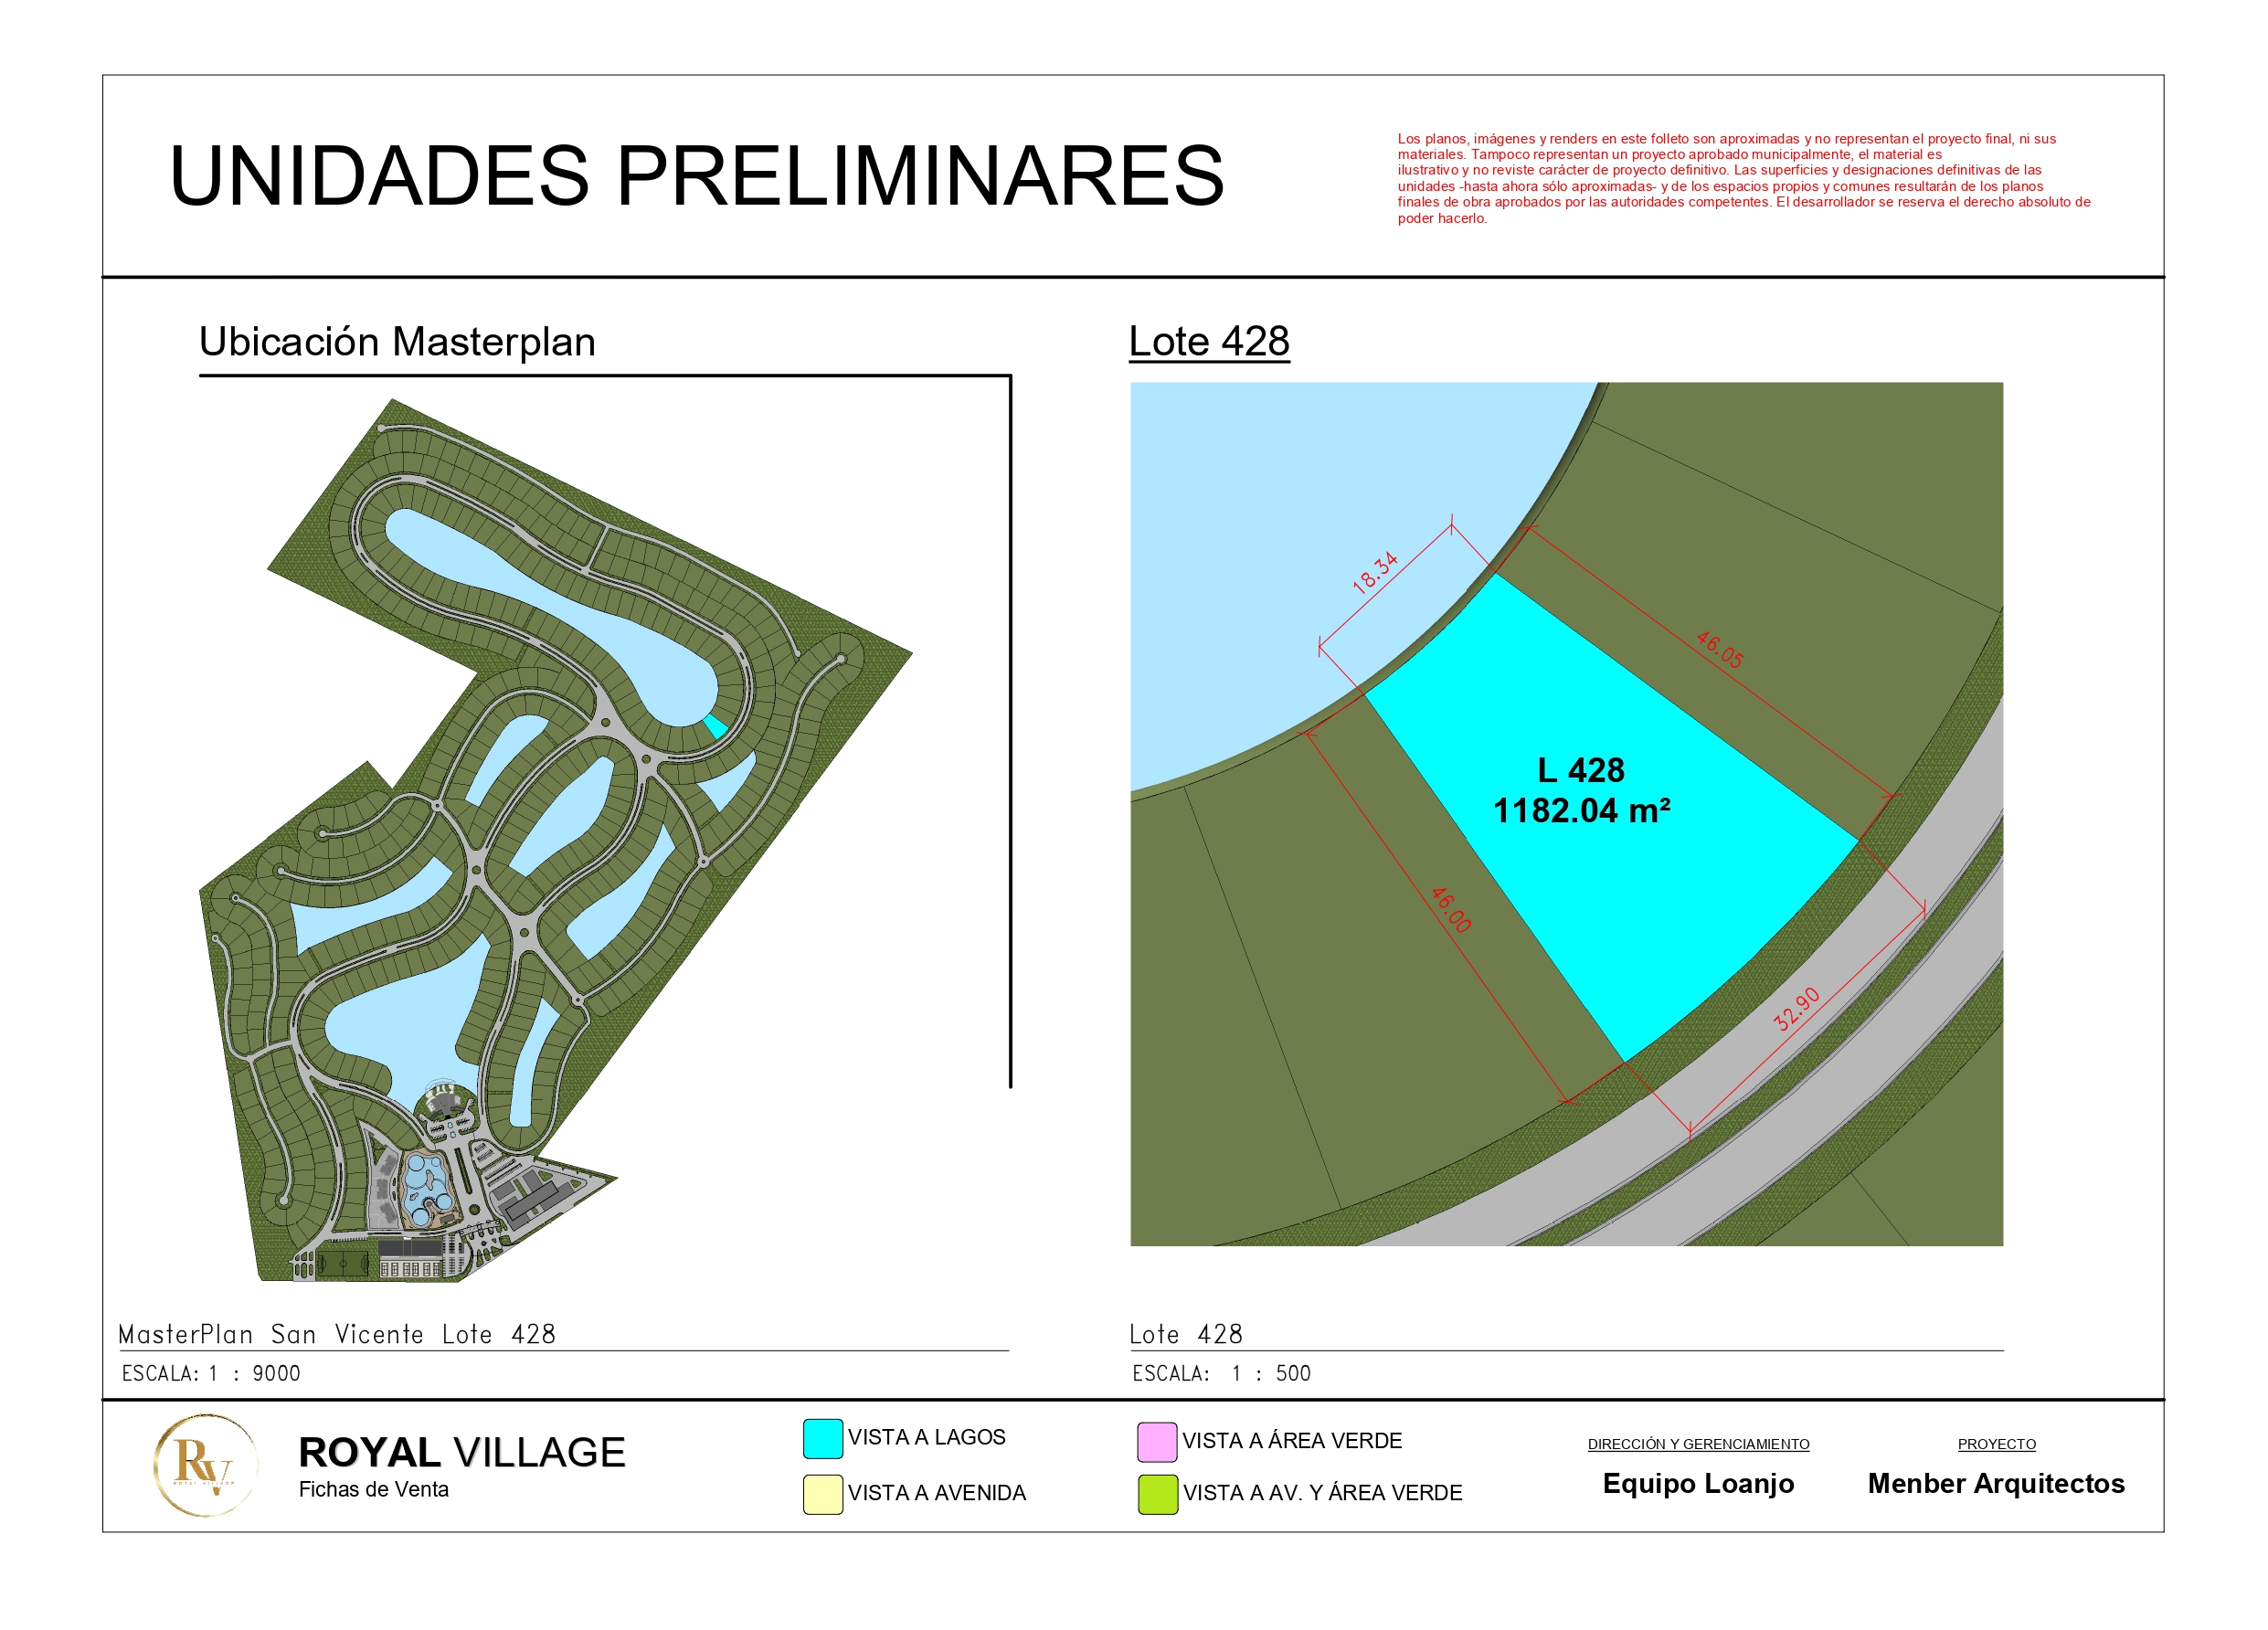 UNIDADES PRELIMINARES
Los planos, imágenes y renders en este folleto son aproximadas y no representan el proyecto final, ni sus
materiales. Tampoco representan un proyecto aprobado municipalmente, el material es
ilustrativo y no reviste carácter de proyecto definitivo. Las superficies y designaciones definitivas de las
unidades -hasta ahora sólo aproximadas- y de los espacios propios y comunes resultarán de los planos
finales de obra aprobados por las autoridades competentes. El desarrollador se reserva el derecho absoluto de
poder hacerlo.
Ubicación Masterplan
Lote 428
18.34
46.05
L 428
1182.04 m²
46.00
32.90
MasterPlan San Vicente Lote 428
ESCALA: 1 : 9000
Lote 428
ESCALA: 1 : 500
RV
ROYAL VILLAGE
ROYAL VILLAGE
Fichas de Venta
VISTA A LAGOS
VISTA A AVENIDA
VISTA A ÁREA VERDE
VISTA A AV. Y ÁREA VERDE
DIRECCIÓN Y GERENCIAMIENTO
Equipo Loanjo
PROYECTO
Menber Arquitectos